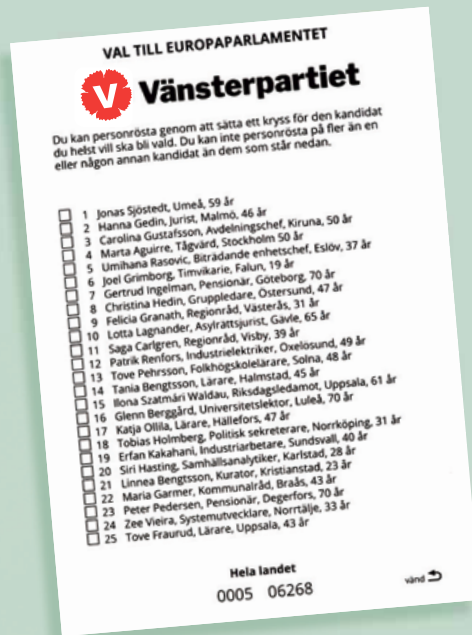 VAL TILL EUROPAPARLAMENTET
V Vänsterpartiet
Du kan personrösta genom att sätta ett kryss för den kandidat
du helst vill ska bli vald. Du kan inte personrösta på fler än en
eller någon annan kandidat än dem som står nedan.
1 Jonas Sjöstedt, Umeå, 59 år
2 Hanna Gedin, Jurist, Malmö, 46 år
3 Carolina Gustafsson, Avdelningschef, Kiruna, 50 år
4 Marta Aguirre, Tågvärd, Stockholm 50 år
5 Umihana Rasovic, Biträdande enhetschef, Eslöv, 37 år
6 Joel Grimborg, Timvikarie, Falun, 19 år
7 Gertrud Ingelman, Pensionär, Göteborg, 70 år
8 Christina Hedin, Gruppledare, Östersund, 47 år
9 Felicia Granath, Regionråd, Västerås, 31 år
10 Lotta Lagnander, Asylrättsjurist, Gävle, 65 år
11 Saga Carlgren, Regionråd, Visby, 39 år
12 Patrik Renfors, Industrielektriker, Oxelösund, 49 år
13 Tove Pehrsson, Folkhögskolelärare, Solna, 48 år
14 Tania Bengtsson, Lärare, Halmstad, 45 år
15 Ilona Szatmári Waldau, Riksdagsledamot, Uppsala, 61 år
16 Glenn Berggård, Universitetslektor, Luleå, 70 år
17 Katja Ollila, Lärare, Hällefors, 47 år
18 Tobias Holmberg, Politisk sekreterare, Norrköping, 31 år
19 Erfan Kakahani, Industriarbetare, Sundsvall, 40 år
20 Siri Hasting, Samhällsanalytiker, Karlstad, 28 år
21 Linnea Bengtsson, Kurator, Kristianstad, 23 år
22 Maria Garmer, Kommunalråd, Braås, 43 år
23 Peter Pedersen, Pensionär, Degerfors, 70 år
24 Zee Vieira, Systemutvecklare, Norrtälje, 33 år
25 Tove Fraurud, Lärare, Uppsala, 43 år
Hela landet
0005 06268
vänd